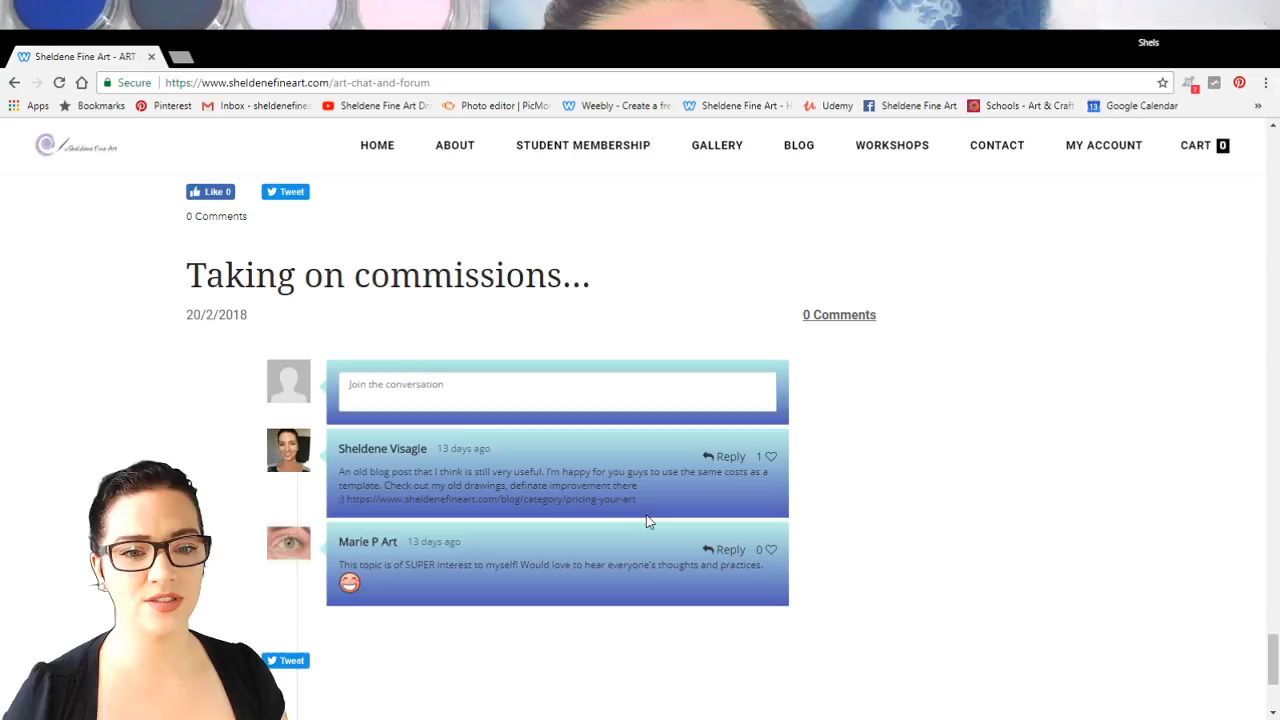 Shels
Sheldene Fine Art - ART
Secure
https://www.sheldenefineart.com/art-chat-and-forum
Apps
Bookmarks
Pinterest
Inbox - sheldenefine
Sheldene Fine Art Dr
Photo editor | PicMo
Weebly - Create a fre
Sheldene Fine Art - H
Udemy
Sheldene Fine Art
Schools - Art & Craft
Google Calendar
»
Sheldene Fine Art
HOME
ABOUT
STUDENT MEMBERSHIP
GALLERY
BLOG
WORKSHOPS
CONTACT
MY ACCOUNT
CART 0
Like 0
Tweet
0 Comments
Taking on commissions...
20/2/2018
0 Comments
Join the conversation
Sheldene Visagie 13 days ago
Reply 1
An old blog post that I think is still very useful. I'm happy for you guys to use the same costs as a
template. Check out my old drawings, definate improvement there
:) https://www.sheldenefineart.com/blog/category/pricing-your-art
Marie P Art 13 days ago
Reply 0
This topic is of SUPER interest to myself! Would love to hear everyone's thoughts and practices.
Tweet